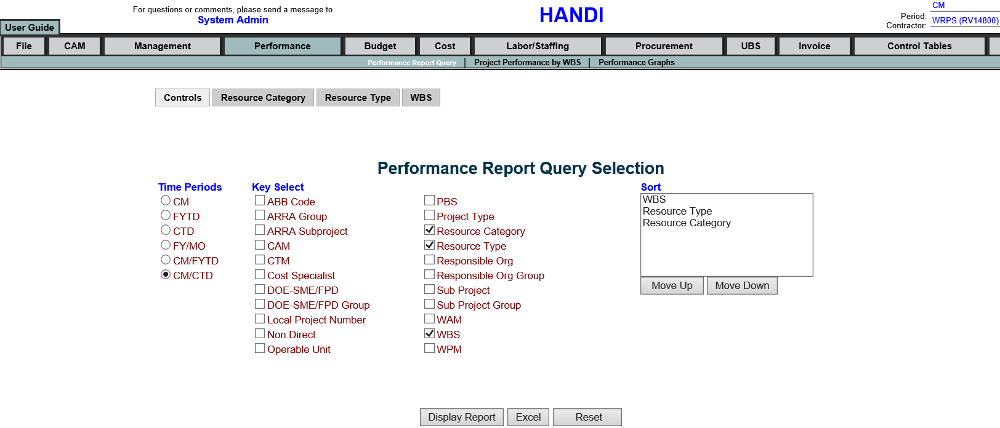 For questions or comments, please send a message to
System Admin
HANDI
CM
Period:
WRPS (RV14800)
Contractor:
User Guide
File CAM Management Performance Budget Cost Labor/Staffing Procurement UBS Invoice Control Tables
Performance Report Query | Project Performance by WBS | Performance Graphs
Controls Resource Category Resource Type WBS
Performance Report Query Selection
Time Periods Key Select Sort
CM
FYTD
CTD
FY/MO
CM/FYTD
CM/CTD
ABB Code
ARRA Group
ARRA Subproject
CAM
CTM
Cost Specialist
DOE-SME/FPD
DOE-SME/FPD Group
Local Project Number
Non Direct
Operable Unit
PBS
Project Type
Resource Category
Resource Type
Responsible Org
Responsible Org Group
Sub Project
Sub Project Group
WAM
WBS
WPM
WBS
Resource Type
Resource Category
Move Up Move Down
Display Report Excel Reset